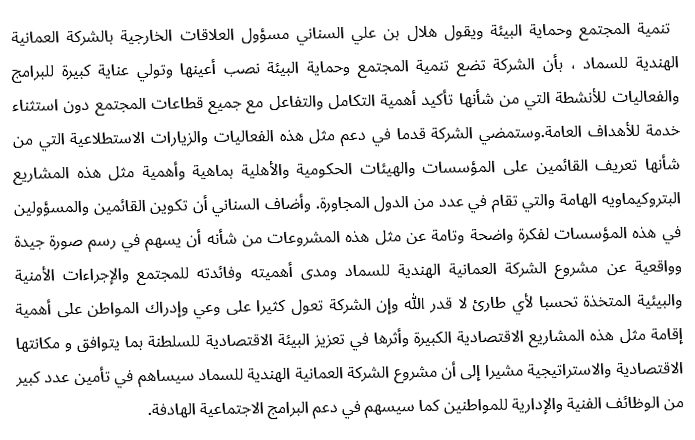 تنمية المجتمع وحماية البيئة ويقول هلال بن علي السناني مسؤول العلاقات الخارجية بالشركة العمانية
الهندية للسماد ، بأن الشركة تضع تنمية المجتمع وحماية البيئة نصب أعينها وتولي عناية كبيرة للبرامج
والفعاليات للأنشطة التي من شأنها تأكيد أهمية التكامل والتفاعل مع جميع قطاعات المجتمع دون استثناء
خدمة للأهداف العامة.وستمضي الشركة قدما في دعم مثل هذه الفعاليات والزيارات الاستطلاعية التي من
شأنها تعريف القائمين على المؤسسات والهيئات الحكومية والأهلية بماهية وأهمية مثل هذه المشاريع
البتروكيماويه الهامة والتي تقام في عدد من الدول المجاورة. وأضاف السناني أن تكوين القائمين والمسؤولين
في هذه المؤسسات لفكرة واضحة وتامة عن مثل هذه المشروعات من شأنه أن يسهم في رسم صورة جيدة
وواقعية عن مشروع الشركة العمانية الهندية للسماد ومدى أهميته وفائدته للمجتمع والإجراءات الأمنية
والبيئية المتخذة تحسبا لأي طارئ لا قدر الله وإن الشركة تعول كثيرا على وعي وإدراك المواطن على أهمية
إقامة مثل هذه المشاريع الاقتصادية الكبيرة وأثرها في تعزيز البيئة الاقتصادية للسلطنة بما يتوافق و مكانتها
الاقتصادية والاستراتيجية مشيرا إلى أن مشروع الشركة العمانية الهندية للسماد سيساهم في تأمين عدد كبير
من الوظائف الفنية والإدارية للمواطنين كما سيسهم في دعم البرامج الاجتماعية الهادفة.